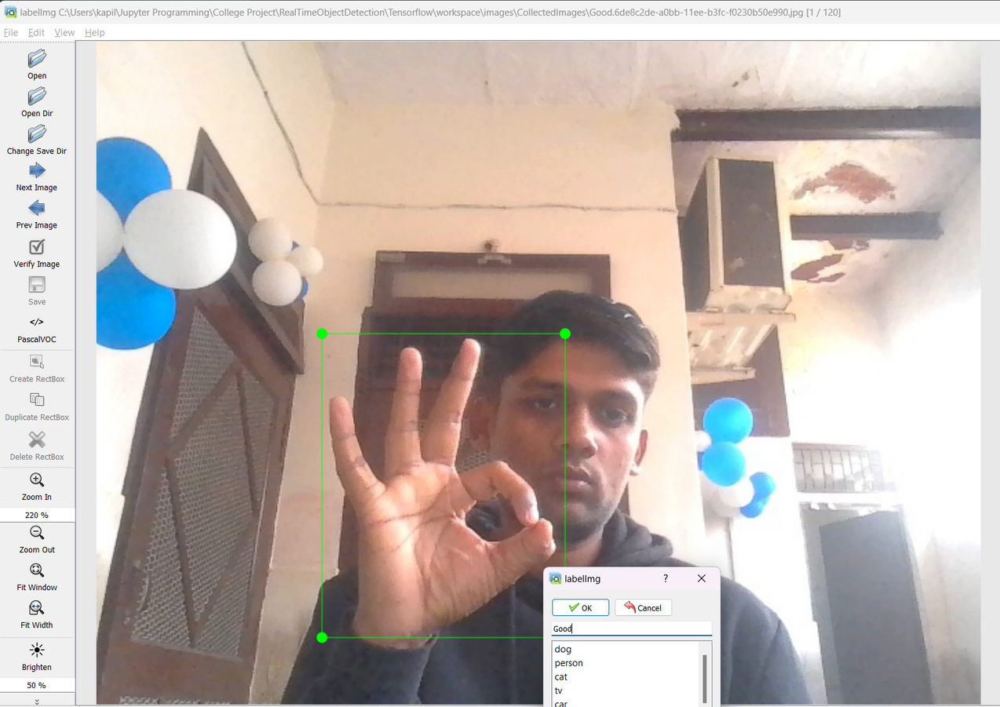 labelImg C:\Users\kapil\Jupyter Programming\College Project\RealTimeObjectDetection\Tensorflow\workspace\images\CollectedImages\Good.6de8c2de-a0bb-11ee-b3fc-f0230b50e990.jpg [1 / 120]
File Edit View Help
Open
Open Dir
Change Save Dir
Next Image
Prev Image
Verify Image
Save
</>
PascalVOC
Create RectBox
Duplicate RectBox
Delete RectBox
Zoom In
220 %
Zoom Out
Fit Window
Fit Width
Brighten
50 %
labelImg ?
OK Cancel
Good
dog
person
cat
tv
car